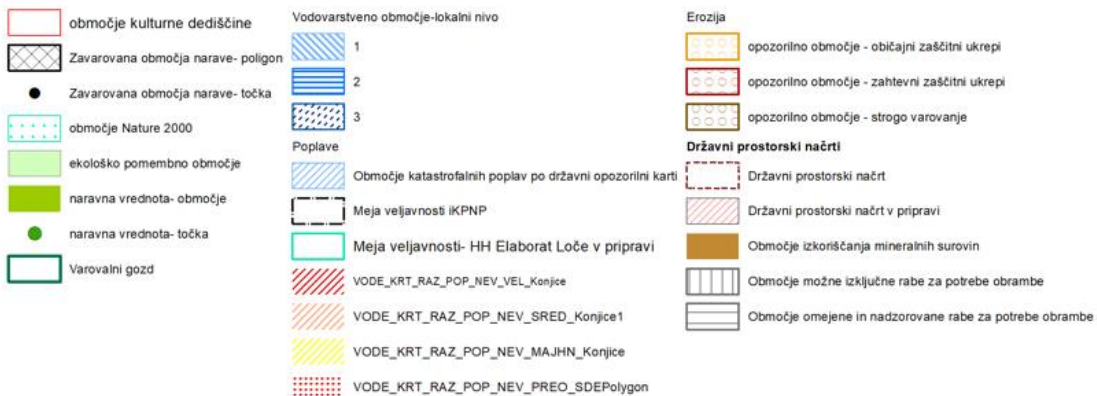 območje kulturne dediščine
Zavarovana območja narave- poligon
Zavarovana območja narave- točka
območje Nature 2000
ekološko pomembno območje
naravna vrednota- območje
naravna vrednota- točka
Varovalni gozd
Vodovarstveno območje-lokalni nivo
1
2
3
Poplave
Območje katastrofalnih poplav po državni opozorilni karti
Meja veljavnosti iKPNP
Meja veljavnosti- HH Elaborat Loče v pripravi
VODE_KRT_RAZ_POP_NEV_VEL_Konjice
VODE_KRT_RAZ_POP_NEV_SRED_Konjice1
VODE_KRT_RAZ_POP_NEV_MAJHN_Konjice
VODE_KRT_RAZ_POP_NEV_PREO_SDEPolygon
Erozija
opozorilno območje - običajni zaščitni ukrepi
opozorilno območje - zahtevni zaščitni ukrepi
opozorilno območje - strogo varovanje
Državni prostorski načrti
Državni prostorski načrt
Državni prostorski načrt v pripravi
Območje izkoriščanja mineralnih surovin
Območje možne izključne rabe za potrebe obrambe
Območje omejene in nadzorovane rabe za potrebe obrambe